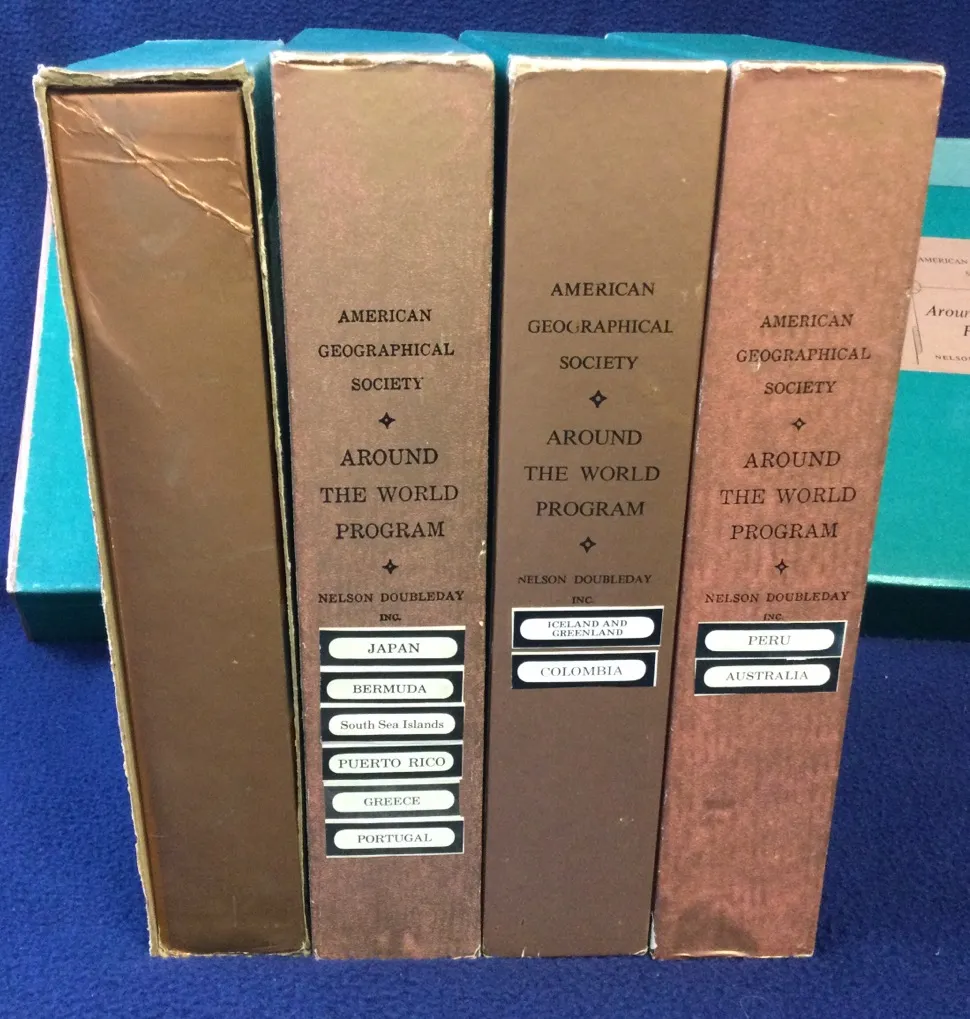 AMERICAN
GEOGRAPHICAL
SOCIETY
AROUND
THE WORLD
PROGRAM
NELSON DOUBLEDAY
INC.
JAPAN
BERMUDA
South Sea Islands
PUERTO RICO
GREECE
PORTUGAL
AMERICAN
GEOGRAPHICAL
SOCIETY
AROUND
THE WORLD
PROGRAM
NELSON DOUBLEDAY
INC.
ICELAND AND
GREENLAND
COLOMBIA
AMERICAN
GEOGRAPHICAL
SOCIETY
AROUND
THE WORLD
PROGRAM
NELSON DOUBLEDAY
INC.
PERU
AUSTRALIA
AMERICAN